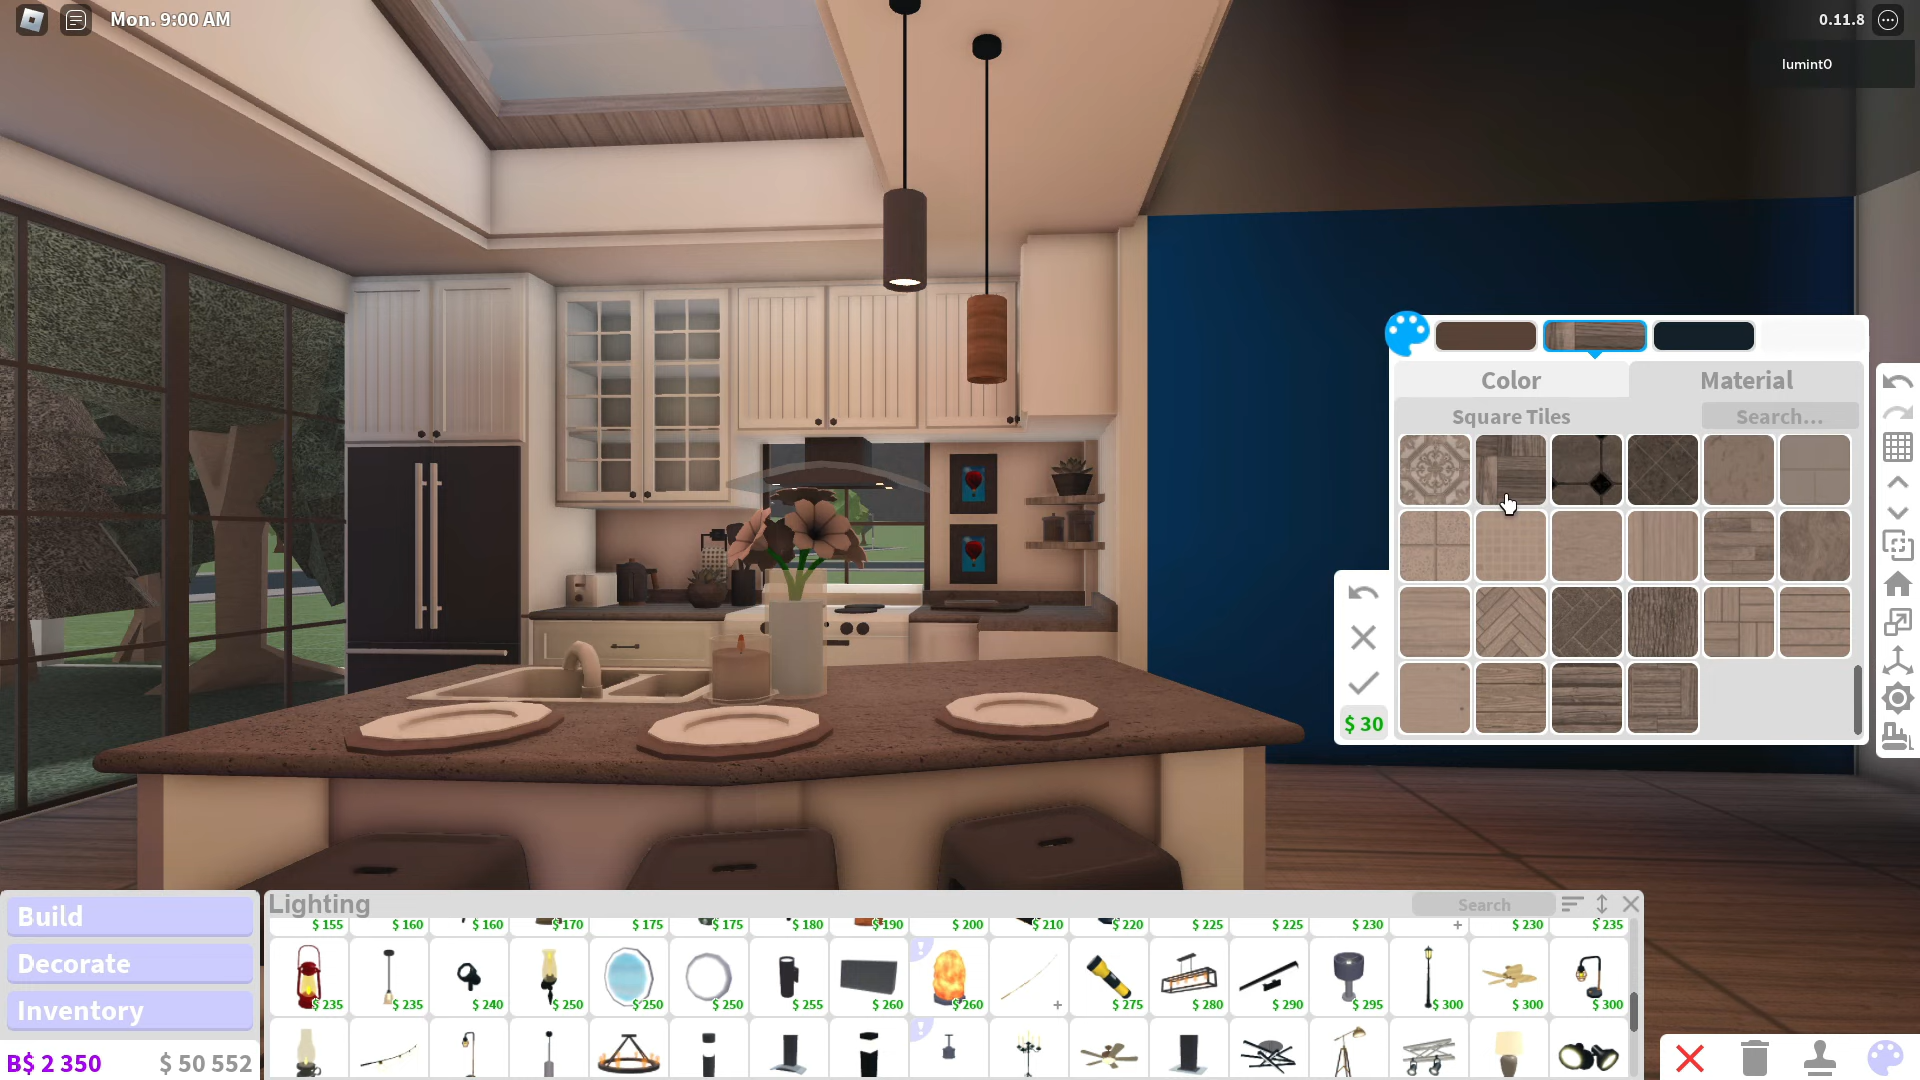 Mon. 9:00 AM
0.11.8
lumint0
Color
Material
Square Tiles
Search...
$ 30
Build
Decorate
Inventory
B$ 2 350
$ 50 552
Lighting
Search
$ 155 $ 160 $ 160 $ 170 $ 175 $ 175 $ 180 $ 190 $ 200 $ 210 $ 220 $ 225 $ 225 $ 230 + $ 230 $ 235
$ 235 $ 235 $ 240 $ 250 $ 250 $ 250 $ 255 $ 260 $ 260 + $ 275 $ 280 $ 290 $ 295 $ 300 $ 300 $ 300